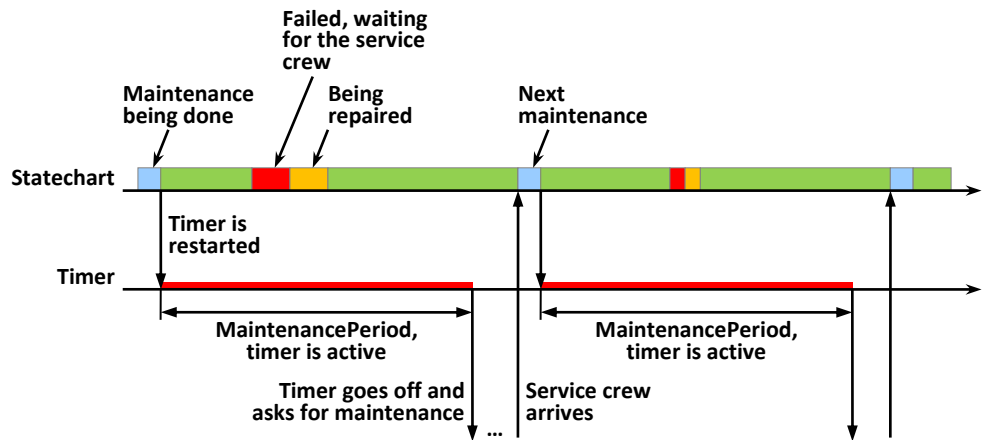 Failed, waiting
for the service
crew
Maintenance
being done
Being
repaired
Next
maintenance
Statechart
Timer is
restarted
Timer
MaintenancePeriod,
timer is active
MaintenancePeriod,
timer is active
Timer goes off and
asks for maintenance
...
Service crew
arrives